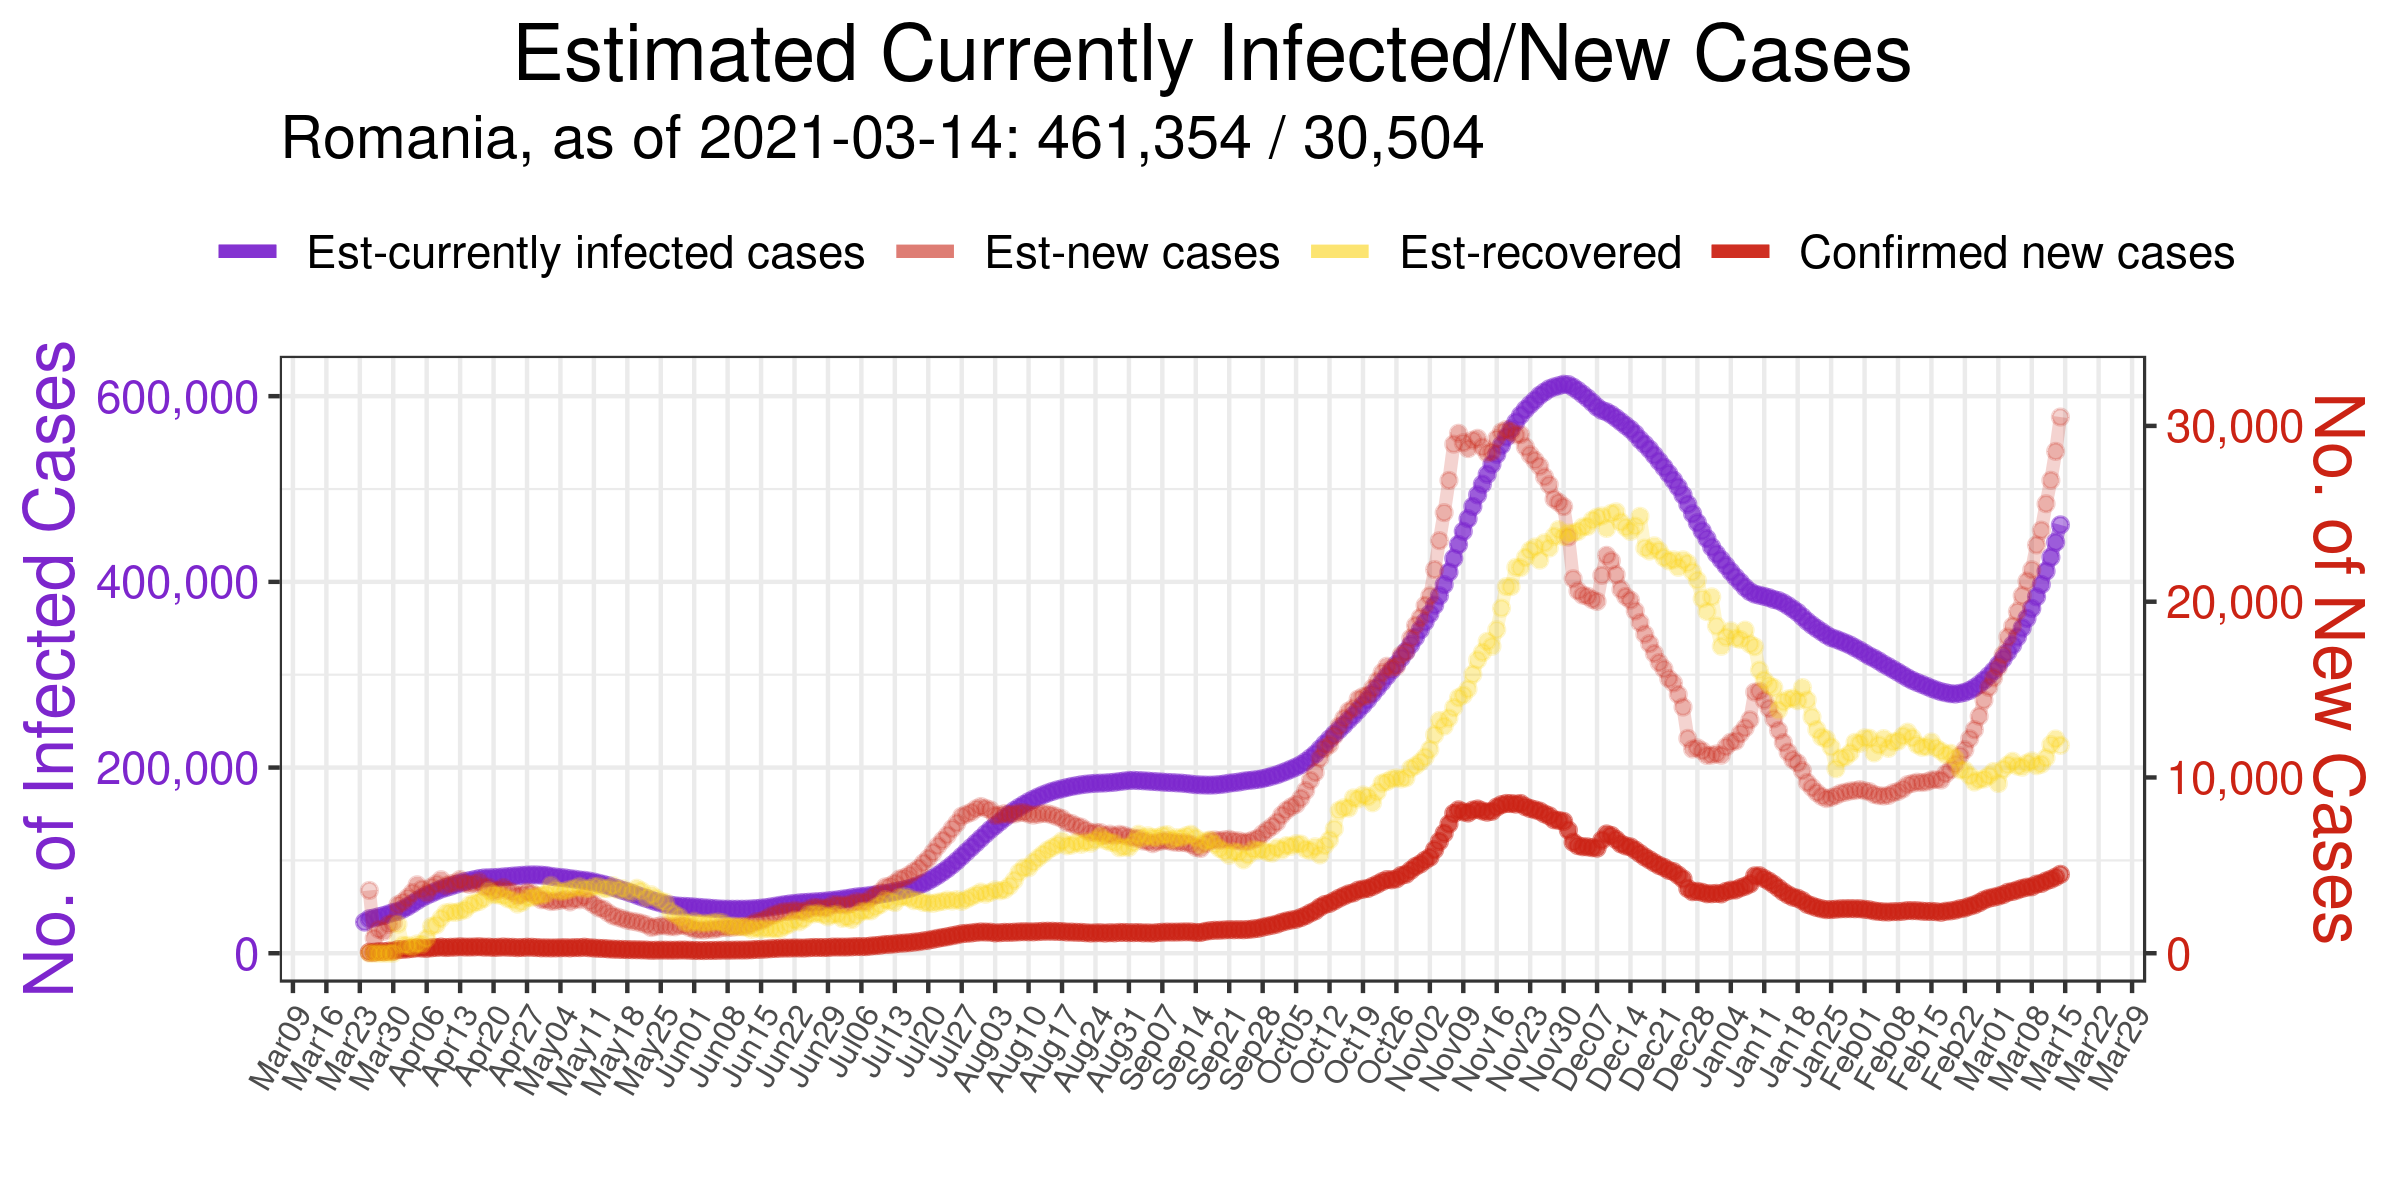 Estimated Currently Infected/New Cases
Romania, as of 2021-03-14: 461,354 / 30,504
Est-currently infected cases Est-new cases Est-recovered Confirmed new cases
No. of Infected Cases
600,000
400,000
200,000
0
30,000
20,000
10,000
0
No. of New Cases
Mar09 Mar16 Mar23 Mar30 Apr06 Apr13 Apr20 Apr27 May04 May11 May18 May25 Jun01 Jun08 Jun15 Jun22 Jun29 Jul06 Jul13 Jul20 Jul27 Aug03 Aug10 Aug17 Aug24 Aug31 Sep07 Sep14 Sep21 Sep28 Oct05 Oct12 Oct19 Oct26 Nov02 Nov09 Nov16 Nov23 Nov30 Dec07 Dec14 Dec21 Dec28 Jan04 Jan11 Jan18 Jan25 Feb01 Feb08 Feb15 Feb22 Mar01 Mar08 Mar15 Mar22 Mar29